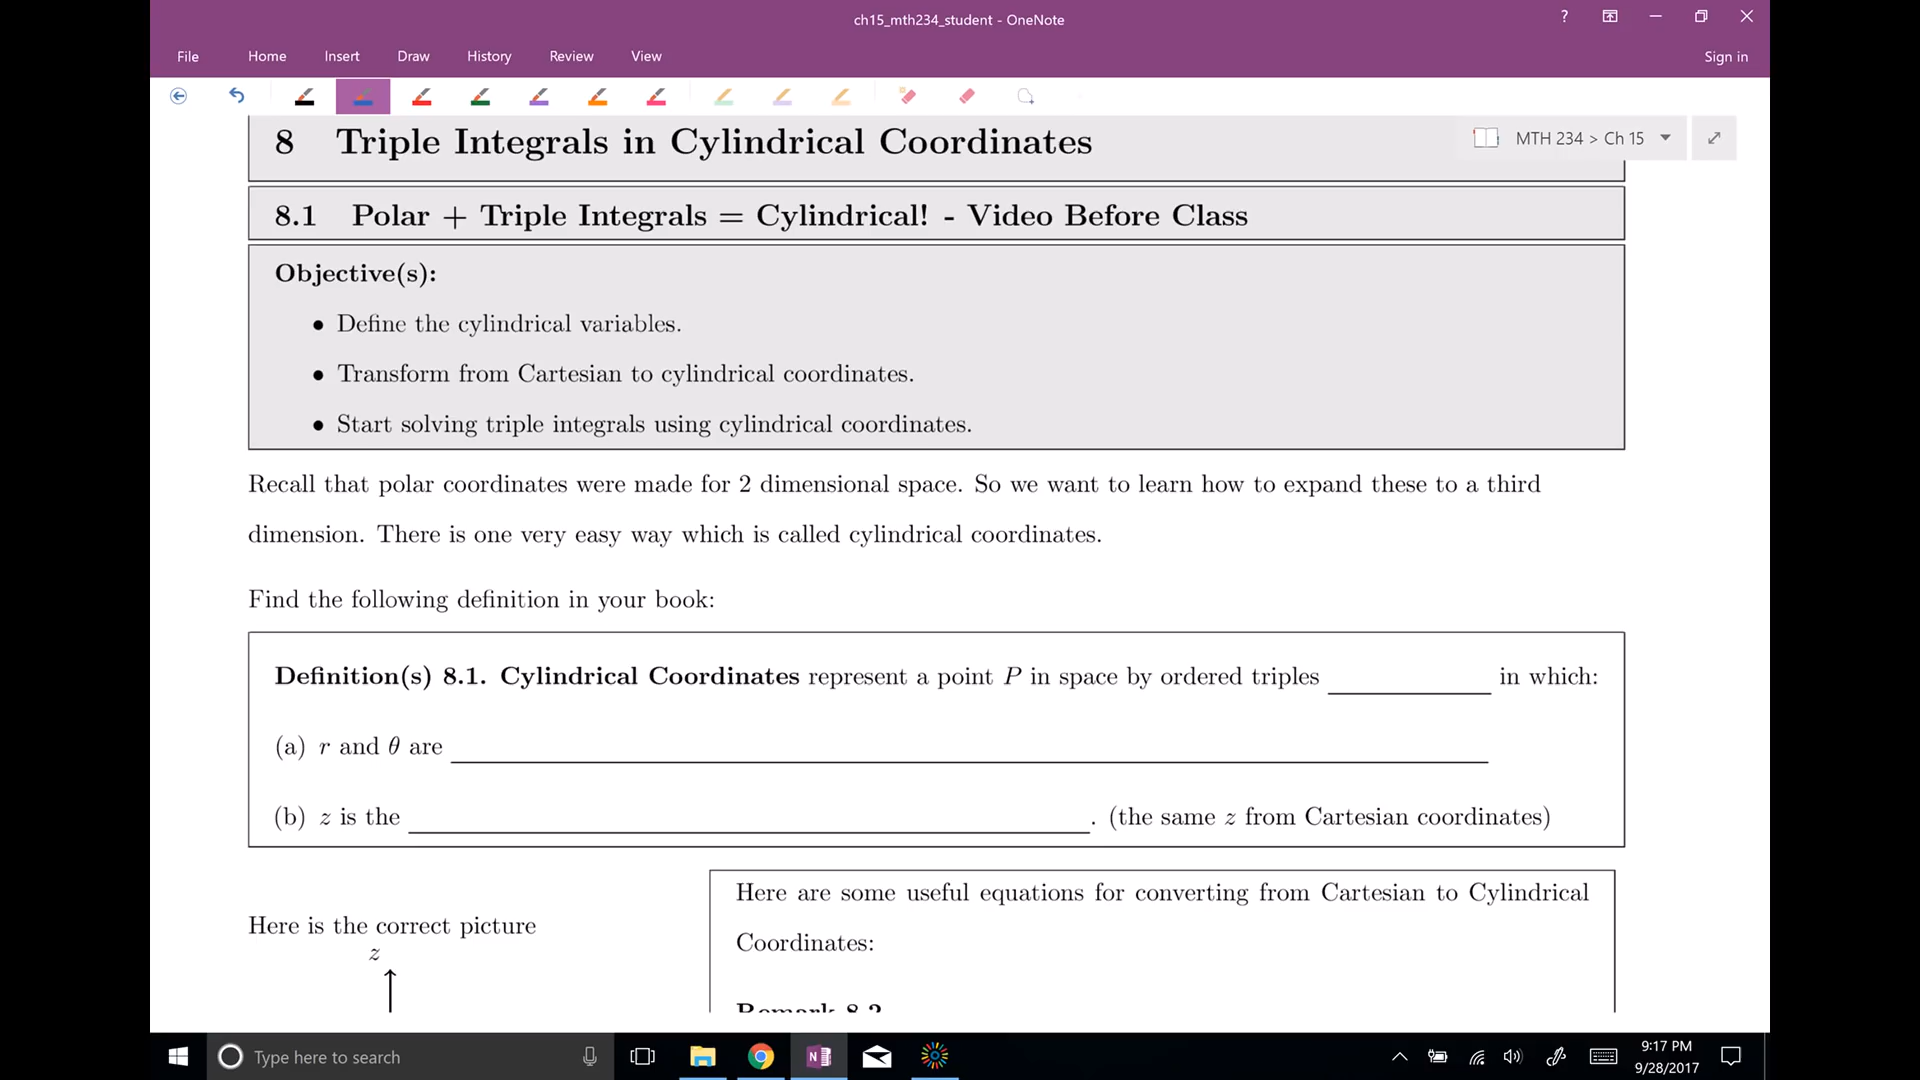 ch15_mth234_student - OneNote
?
File Home Insert Draw History Review View Sign in
8 Triple Integrals in Cylindrical Coordinates
MTH 234 > Ch 15
8.1 Polar + Triple Integrals = Cylindrical! - Video Before Class
Objective(s):
• Define the cylindrical variables.
• Transform from Cartesian to cylindrical coordinates.
• Start solving triple integrals using cylindrical coordinates.
Recall that polar coordinates were made for 2 dimensional space. So we want to learn how to expand these to a third
dimension. There is one very easy way which is called cylindrical coordinates.
Find the following definition in your book:
Definition(s) 8.1. Cylindrical Coordinates represent a point P in space by ordered triples ____________ in which:
(a) r and θ are ____________
(b) z is the ____________. (the same z from Cartesian coordinates)
Here is the correct picture
z
Here are some useful equations for converting from Cartesian to Cylindrical
Coordinates:
Remark 8.2
Type here to search
9:17 PM
9/28/2017